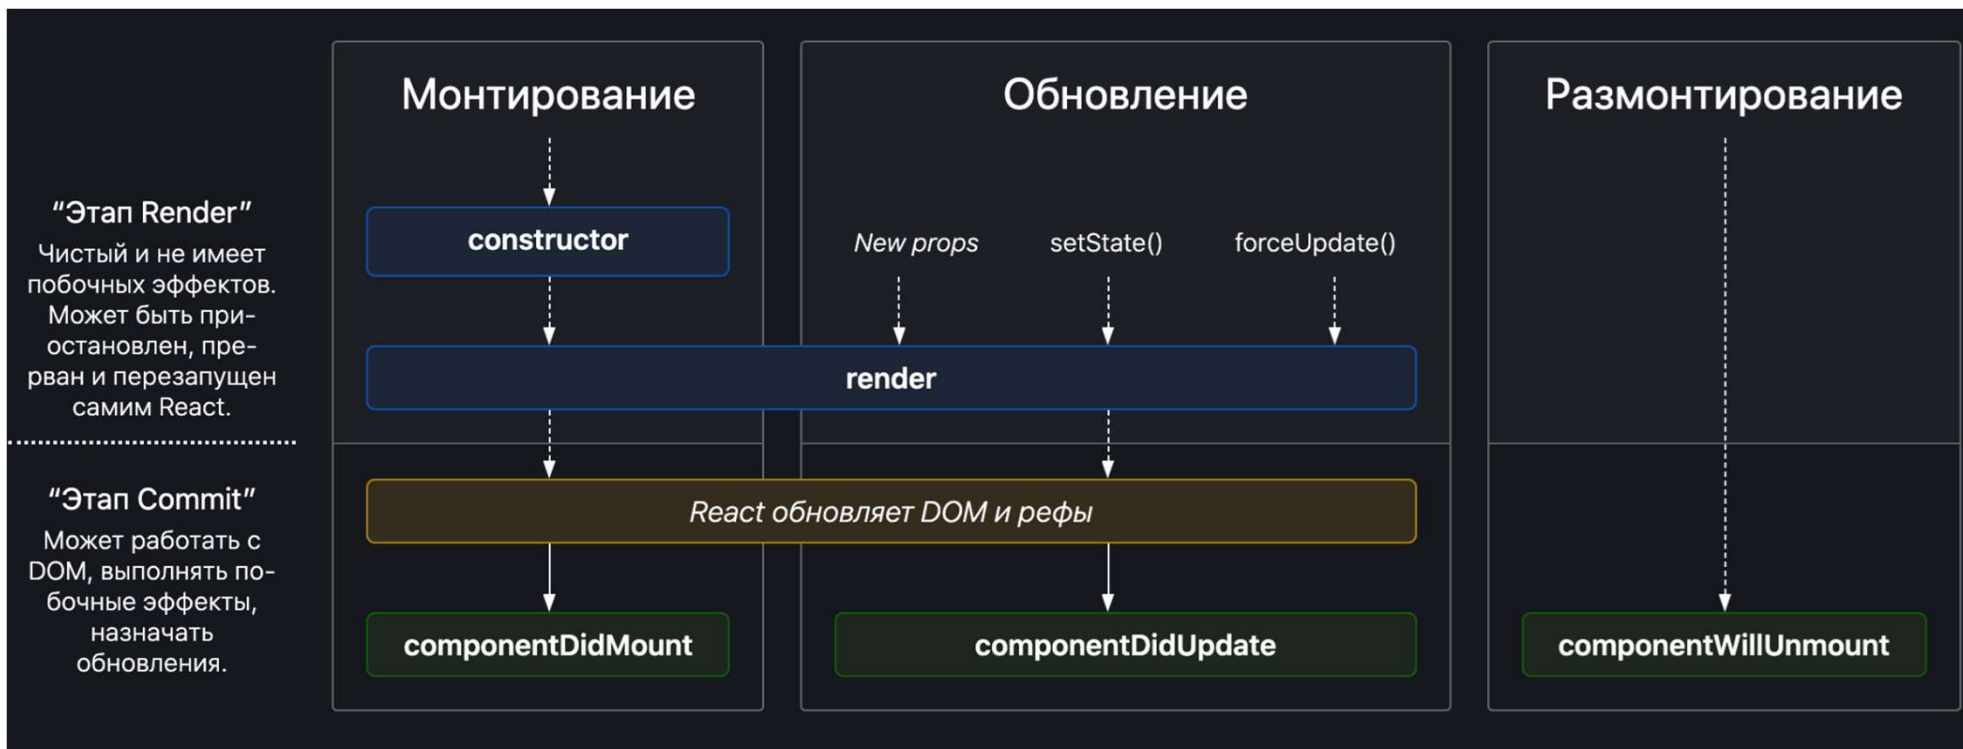 Монтирование
Обновление
Размонтирование
“Этап Render”
Чистый и не имеет
побочных эффектов.
Может быть при-
остановлен, пре-
рван и перезапущен
самим React.
constructor
New props
setState()
forceUpdate()
render
“Этап Commit”
Может работать с
DOM, выполнять по-
бочные эффекты,
назначать
обновления.
React обновляет DOM и рефы
componentDidMount
componentDidUpdate
componentWillUnmount